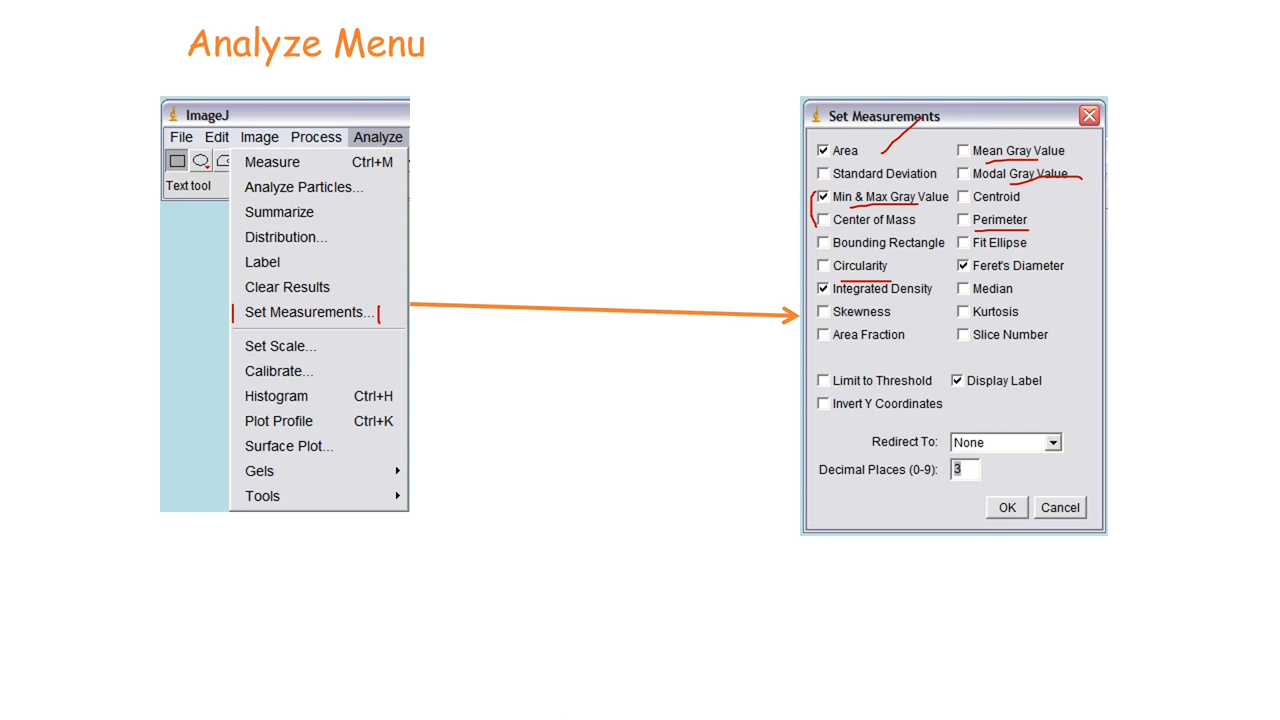 Analyze Menu
ImageJ
File Edit Image Process Analyze
Text tool
Measure Ctrl+M
Analyze Particles...
Summarize
Distribution...
Label
Clear Results
Set Measurements...
Set Scale...
Calibrate...
Histogram Ctrl+H
Plot Profile Ctrl+K
Surface Plot...
Gels
Tools
Set Measurements
Area Mean Gray Value
Standard Deviation Modal Gray Value
Min & Max Gray Value Centroid
Center of Mass Perimeter
Bounding Rectangle Fit Ellipse
Circularity Feret's Diameter
Integrated Density Median
Skewness Kurtosis
Area Fraction Slice Number
Limit to Threshold Display Label
Invert Y Coordinates
Redirect To: None
Decimal Places (0-9): 3
OK Cancel